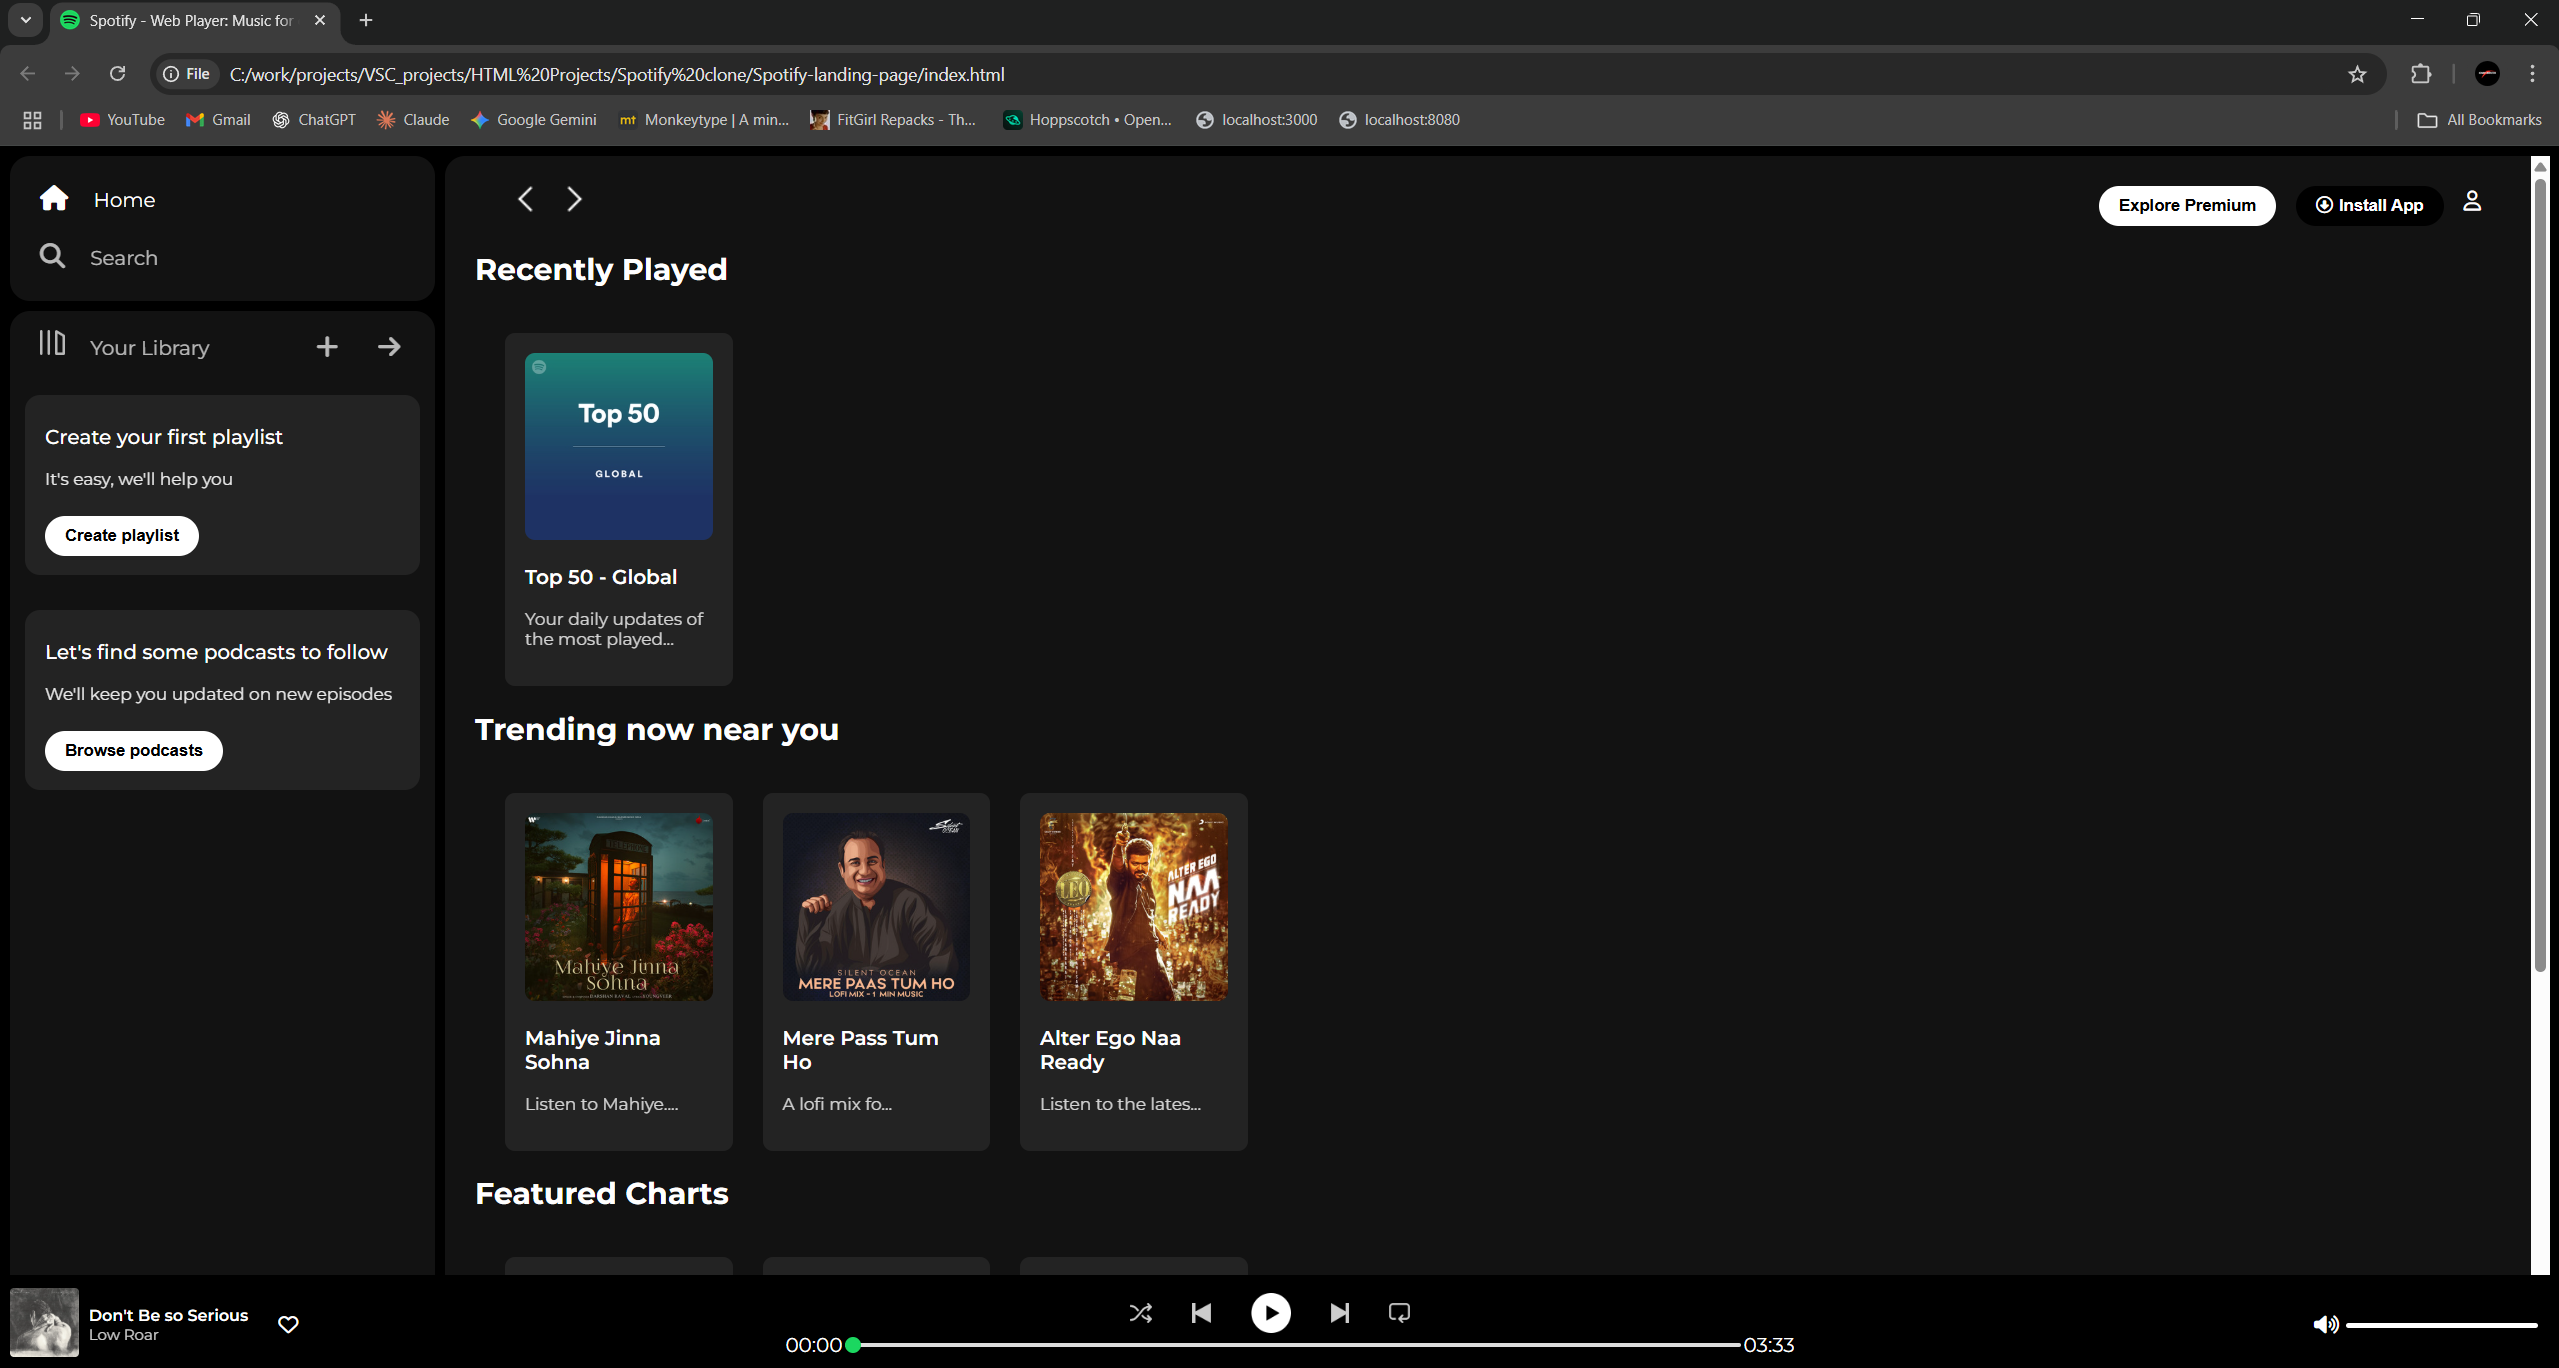 Spotify - Web Player: Music for
File C:/work/projects/VSC_projects/HTML%20Projects/Spotify%20clone/Spotify-landing-page/index.html
YouTube Gmail ChatGPT Claude Google Gemini mt Monkeytype | A min... FitGirl Repacks - Th... Hoppscotch • Open... localhost:3000 localhost:8080 All Bookmarks
Home
Search
Your Library
Create your first playlist
It's easy, we'll help you
Create playlist
Let's find some podcasts to follow
We'll keep you updated on new episodes
Browse podcasts
Explore Premium
Install App
Recently Played
Top 50
GLOBAL
Top 50 - Global
Your daily updates of
the most played...
Trending now near you
Mahiye Jinna
Sohna
Mahiye Jinna
Sohna
Listen to Mahiye....
Silent
OCEAN
SILENT OCEAN
MERE PAAS TUM HO
LOFI MIX - 1 MIN MUSIC
Mere Pass Tum
Ho
A lofi mix fo...
LEO
ALTER EGO
NAA
READY
Alter Ego Naa
Ready
Listen to the lates...
Featured Charts
Don't Be so Serious
Low Roar
00:00
03:33